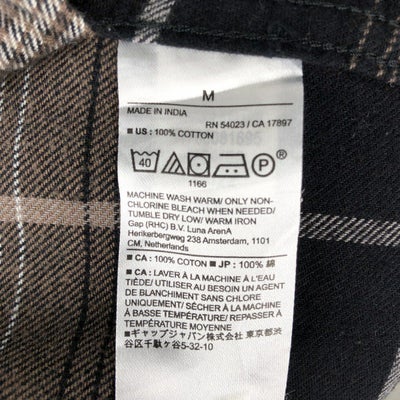 M
MADE IN INDIA
RN 54023 / CA 17897
■ US : 100% COTTON
40 P
1166
MACHINE WASH WARM/ ONLY NON-
CHLORINE BLEACH WHEN NEEDED/
TUMBLE DRY LOW/ WARM IRON
Gap (RHC) B.V. Luna ArenA
Herikerbergweg 238 Amsterdam, 1101
CM, Netherlands
■ CA : 100% COTTON ■ JP : 100% 綿
■ CA : LAVER À LA MACHINE À L'EAU
TIÈDE/ UTILISER AU BESOIN UN AGENT
DE BLANCHIMENT SANS CHLORE
UNIQUEMENT/ SÉCHER À LA MACHINE
À BASSE TEMPÉRATURE/ REPASSER À
TEMPÉRATURE MOYENNE
■ギャップジャパン株式会社 東京都渋
谷区千駄ヶ谷5-32-10